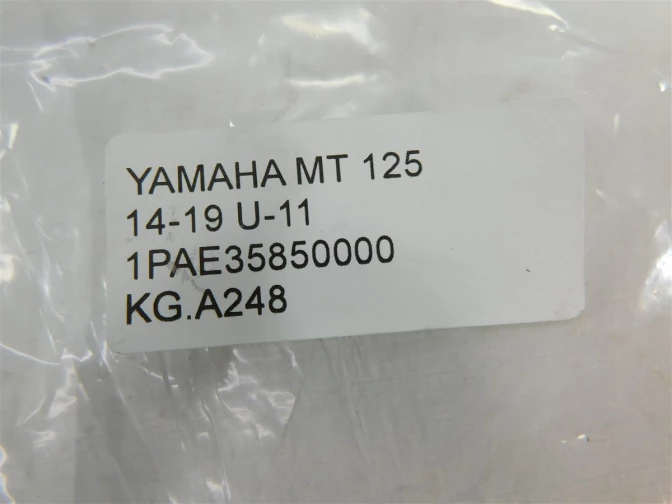 YAMAHA MT 125
14-19 U-11
1PAE35850000
KG.A248